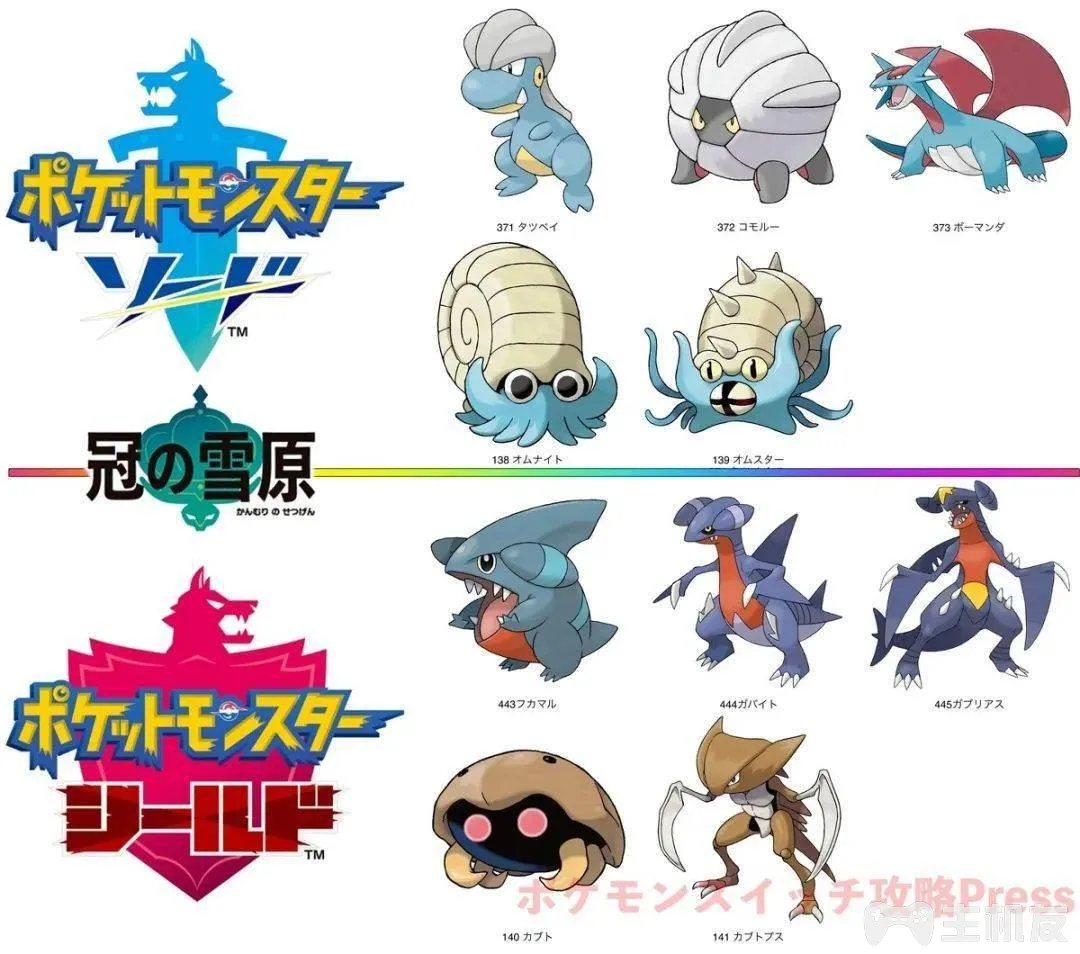 ポケットモンスター
ソード
TM
371 タツベイ
372 コモルー
373 ボーマンダ
138 オムナイト
139 オムスター
冠の雪原
かんむり の せつげん
ポケットモンスター
シールド
TM
443フカマル
444ガバイト
445ガブリアス
140 カブト
141 カブトプス
ポケモンスイッチ攻略Press
主机友